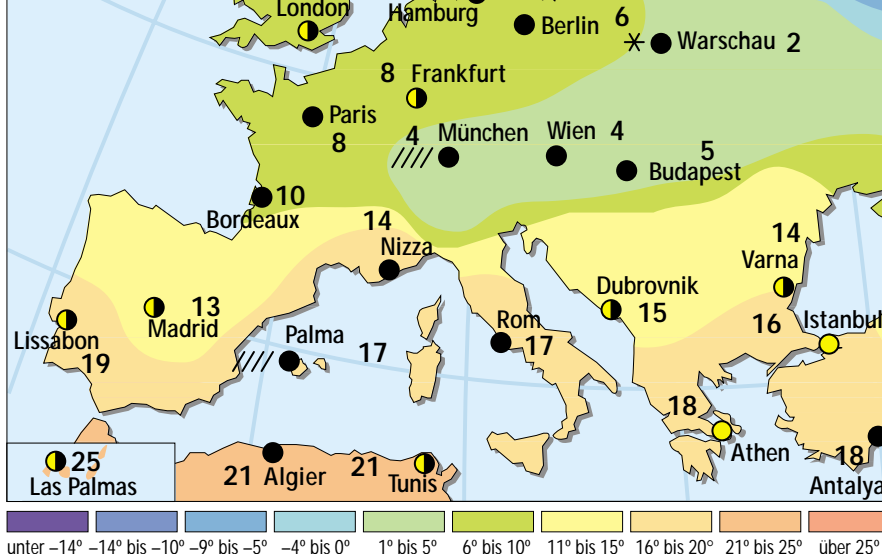 London
Hamburg
Berlin
6
Warschau 2
8 Frankfurt
Paris
8
4 München
Wien 4
5
Budapest
10
Bordeaux
14
Nizza
14
Varna
13
Madrid
Dubrovnik
15
Lissabon
19
Palma
17
Rom
17
16
Istanbul
18
Athen
18
Antalya
25
Las Palmas
21 Algier
21
Tunis
unter –14° –14° bis –10° –9° bis –5° –4° bis 0° 1° bis 5° 6° bis 10° 11° bis 15° 16° bis 20° 21° bis 25° über 25°